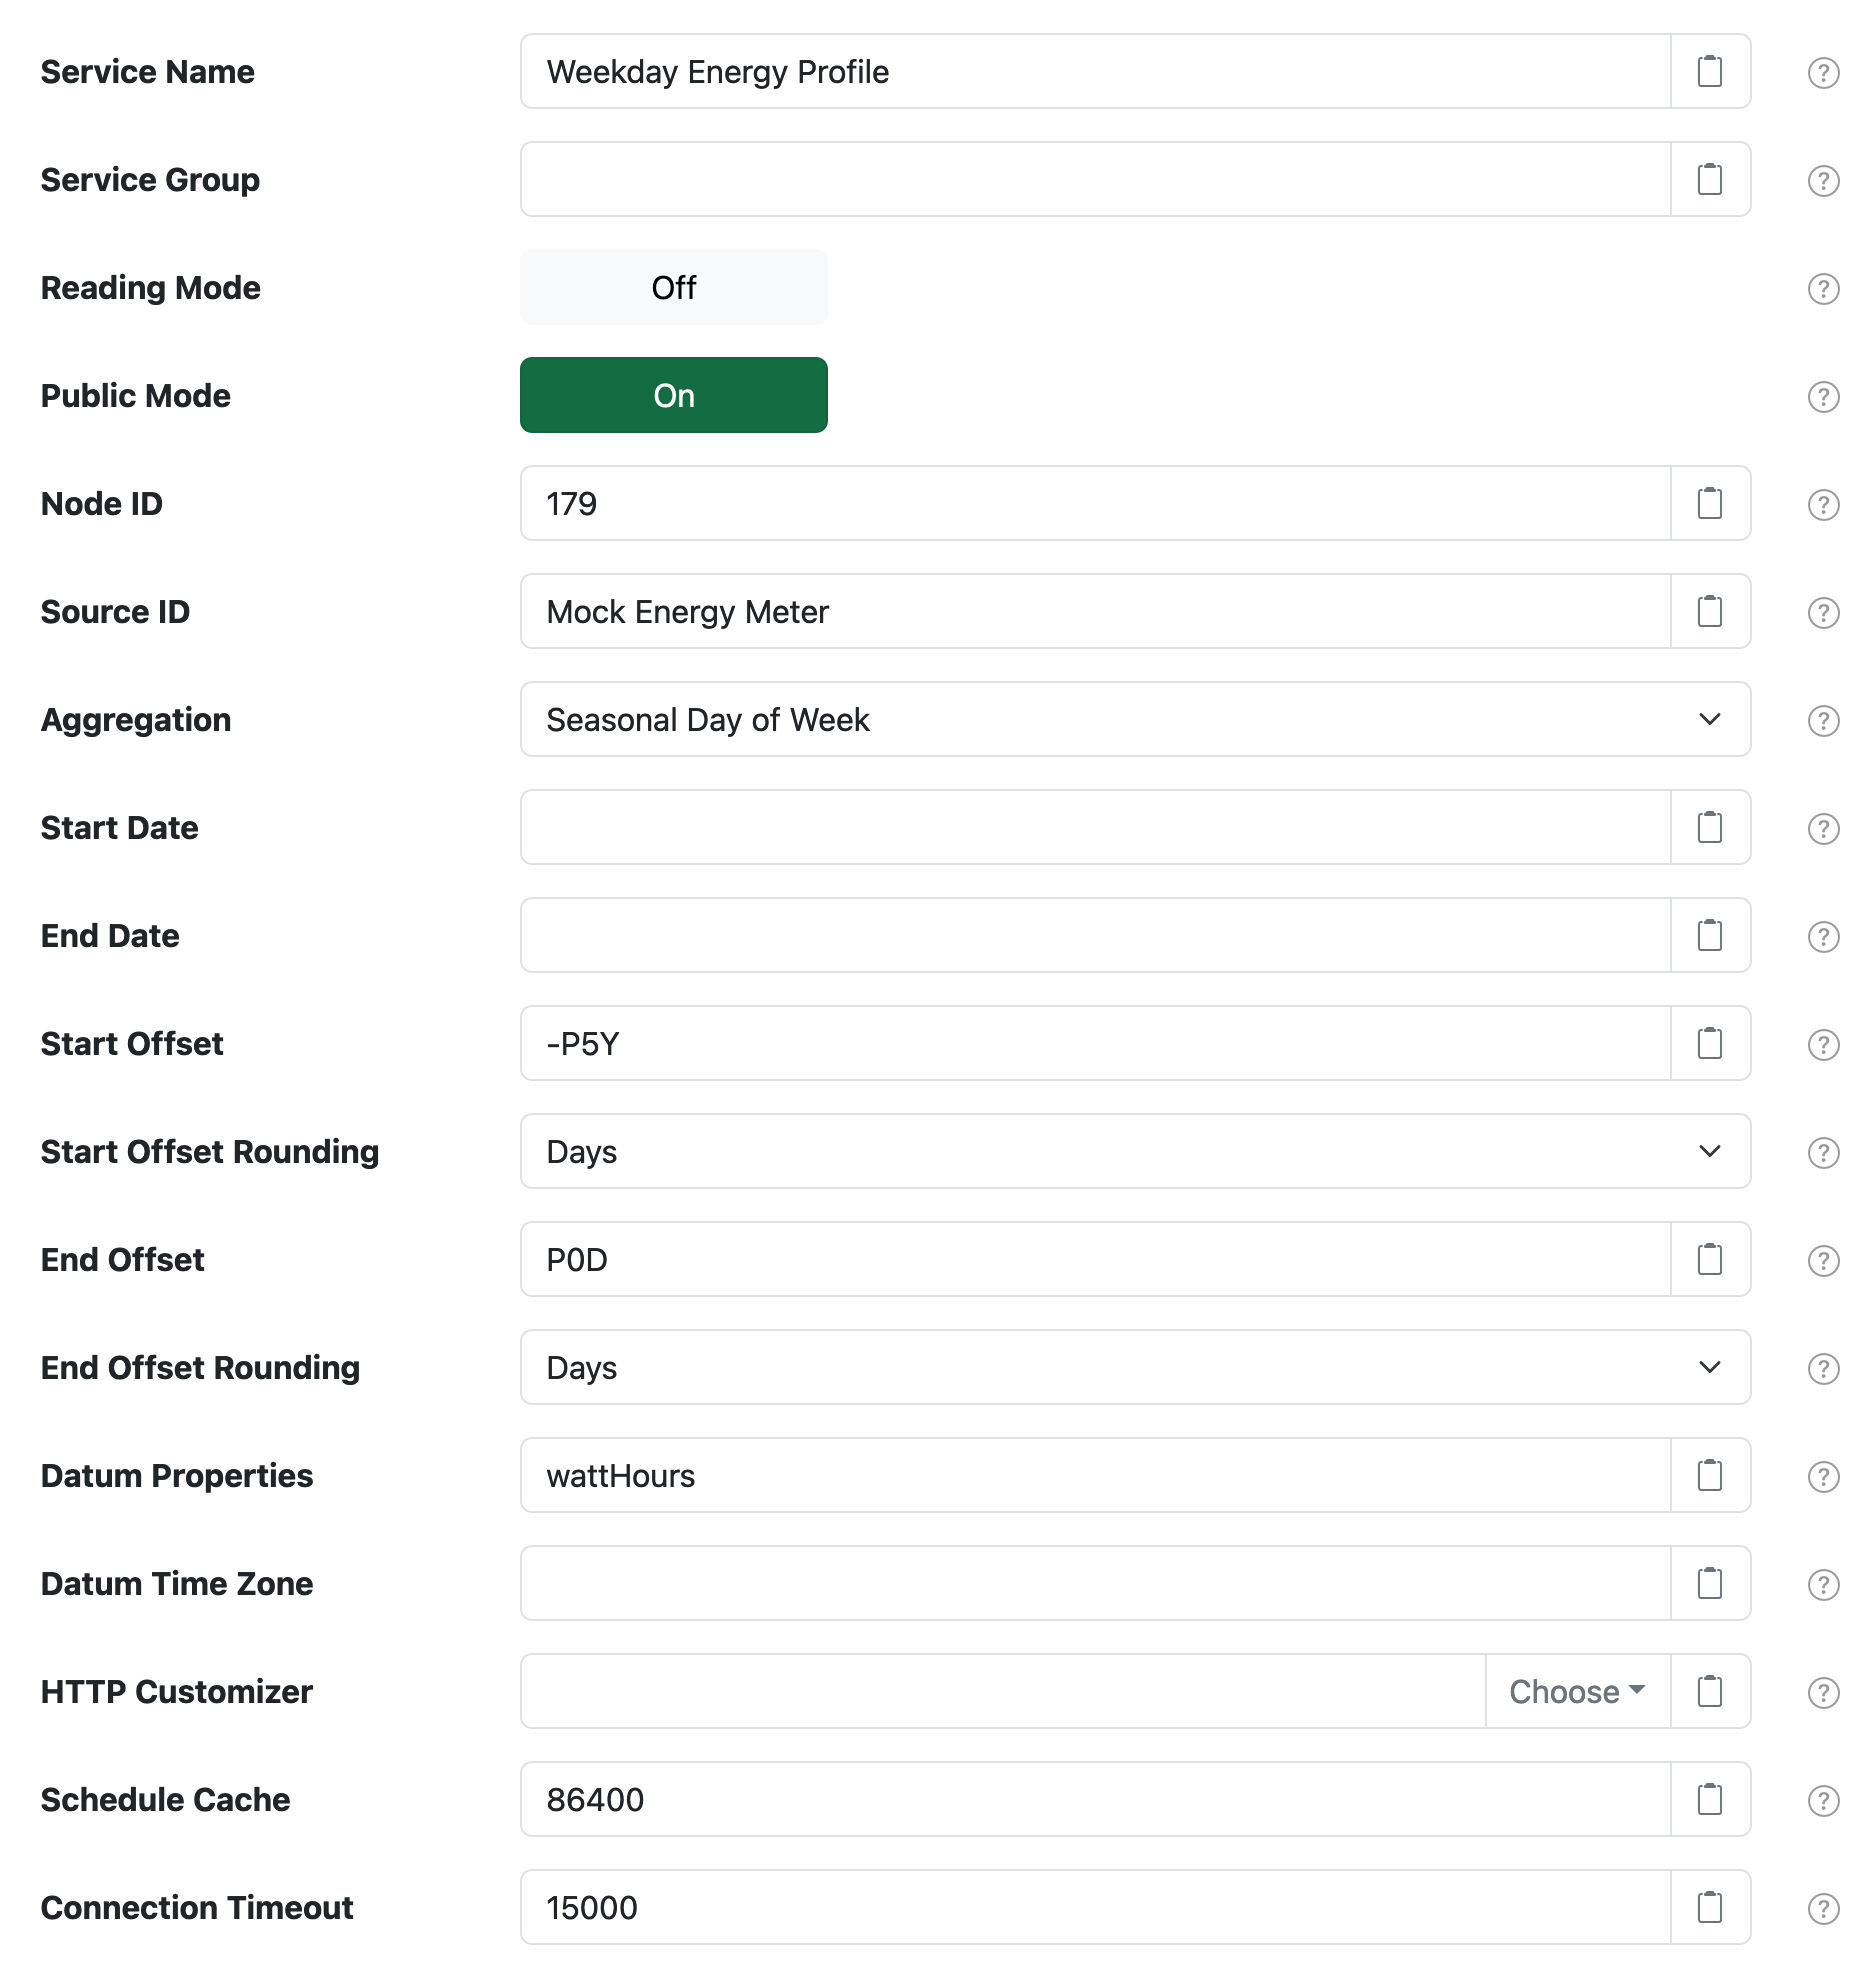 Service Name Weekday Energy Profile ?
Service Group ?
Reading Mode Off ?
Public Mode On ?
Node ID 179 ?
Source ID Mock Energy Meter ?
Aggregation Seasonal Day of Week ?
Start Date ?
End Date ?
Start Offset -P5Y ?
Start Offset Rounding Days ?
End Offset P0D ?
End Offset Rounding Days ?
Datum Properties wattHours ?
Datum Time Zone ?
HTTP Customizer Choose ?
Schedule Cache 86400 ?
Connection Timeout 15000 ?